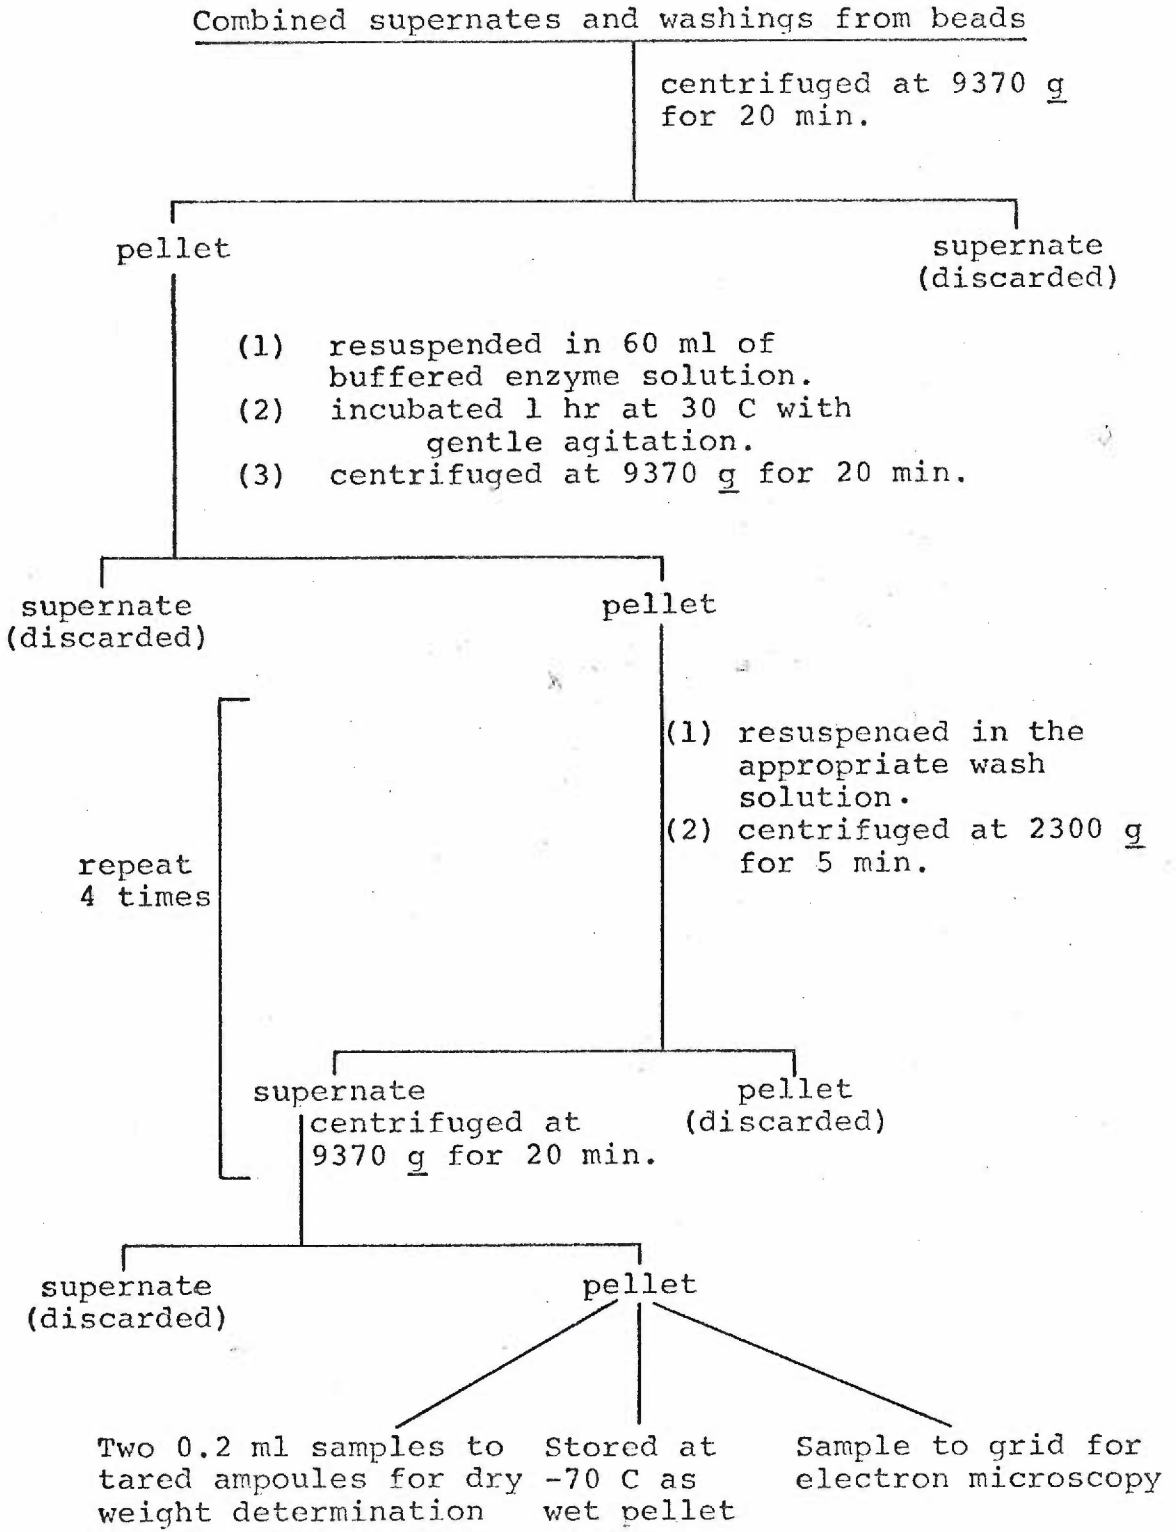 Combined supernates and washings from beads
centrifuged at 9370 g
for 20 min.
pellet
supernate
(discarded)
(1) resuspended in 60 ml of
buffered enzyme solution.
(2) incubated 1 hr at 30 C with
gentle agitation.
(3) centrifuged at 9370 g for 20 min.
supernate
(discarded)
pellet
(1) resuspended in the
appropriate wash
solution.
(2) centrifuged at 2300 g
for 5 min.
repeat
4 times
supernate
centrifuged at
9370 g for 20 min.
pellet
(discarded)
supernate
(discarded)
pellet
Two 0.2 ml samples to
tared ampoules for dry
weight determination
Stored at
-70 C as
wet pellet
Sample to grid for
electron microscopy